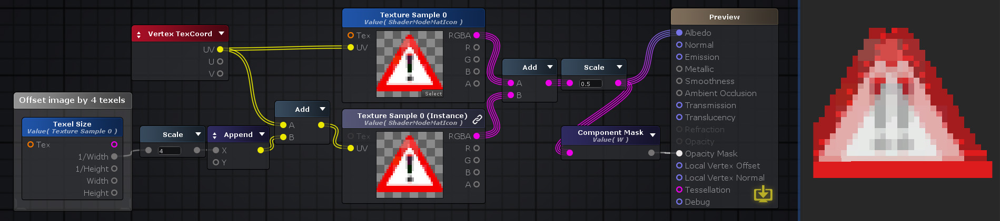 Offset image by 4 texels
Texel Size
Value( Texture Sample 0 )
Tex
1/Width
1/Height
Width
Height
Vertex TexCoord
UV
U
V
Scale
4
Append
X
Y
Add
A
B
Texture Sample 0
Value( ShaderModeMatIcon )
Tex
UV
RGBA
R
G
B
A
Select
Texture Sample 0 (Instance)
Value( ShaderModeMatIcon )
Tex
UV
RGBA
R
G
B
A
Add
A
B
Scale
0.5
Component Mask
Value( W )
Preview
Albedo
Normal
Emission
Metallic
Smoothness
Ambient Occlusion
Transmission
Translucency
Refraction
Opacity
Opacity Mask
Local Vertex Offset
Local Vertex Normal
Tessellation
Debug